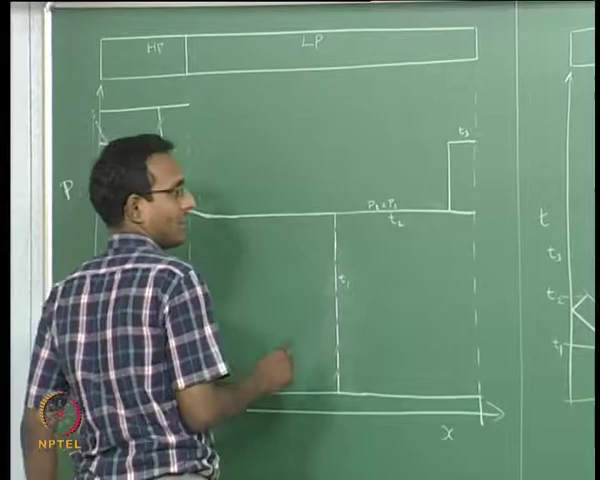 HP LP
t₃
P
P₂ = P₃
t₂
t₁
x
t
t₃
t₂
t₁
NPTEL